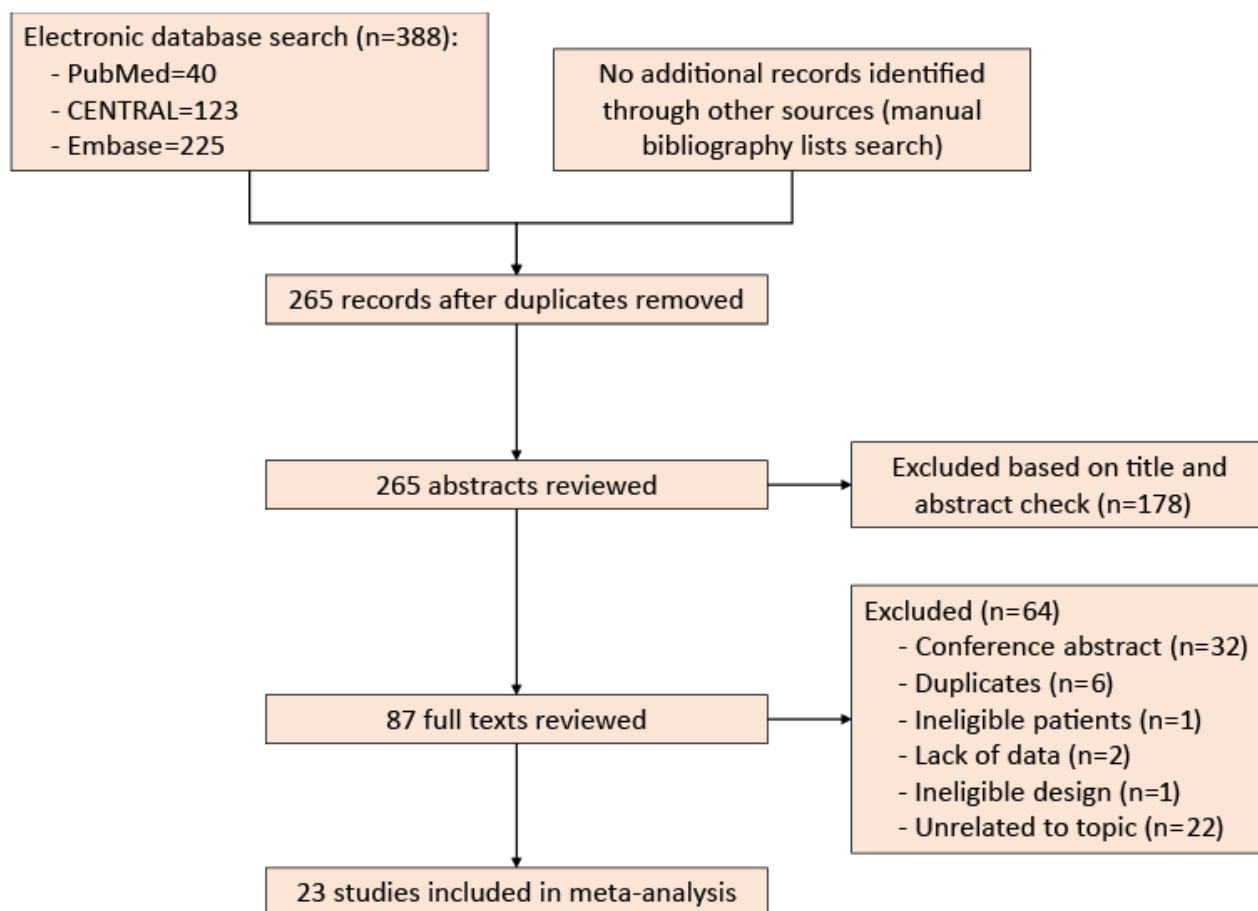 Electronic database search (n=388):
- PubMed=40
- CENTRAL=123
- Embase=225
No additional records identified
through other sources (manual
bibliography lists search)
265 records after duplicates removed
265 abstracts reviewed
Excluded based on title and
abstract check (n=178)
87 full texts reviewed
Excluded (n=64)
- Conference abstract (n=32)
- Duplicates (n=6)
- Ineligible patients (n=1)
- Lack of data (n=2)
- Ineligible design (n=1)
- Unrelated to topic (n=22)
23 studies included in meta-analysis